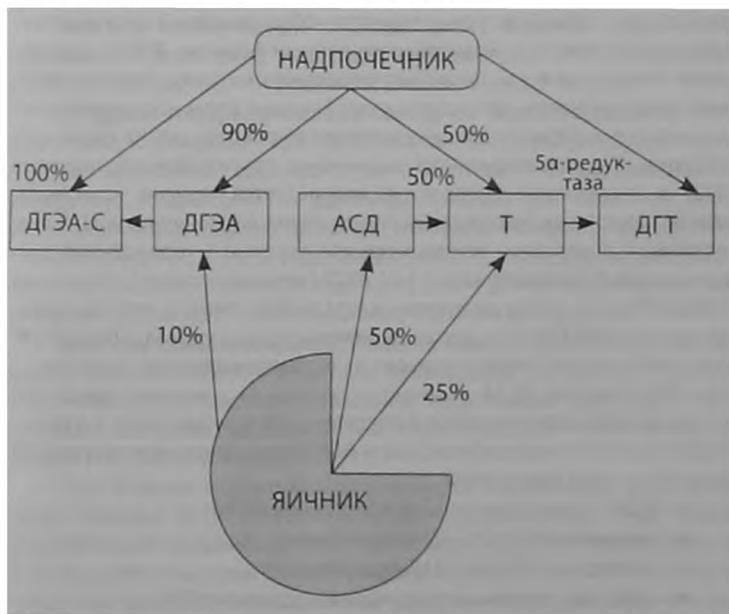 НАДПОЧЕЧНИК
90%
50%
100%
50%
5α-редук-
таза
ДГЭА-С
ДГЭА
АСД
Т
ДГТ
10%
50%
25%
ЯИЧНИК